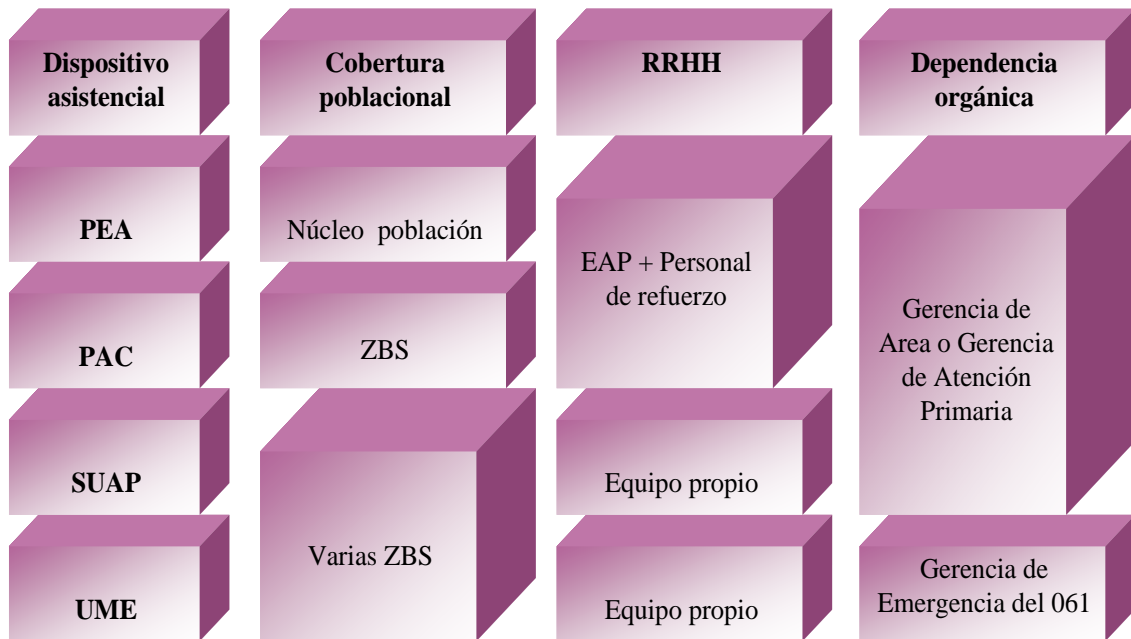 Dispositivo
asistencial
Cobertura
poblacional
RRHH
Dependencia
orgánica
PEA
Núcleo población
EAP + Personal
de refuerzo
Gerencia de
Area o Gerencia
de Atención
Primaria
PAC
ZBS
SUAP
Varias ZBS
Equipo propio
UME
Equipo propio
Gerencia de
Emergencia del 061